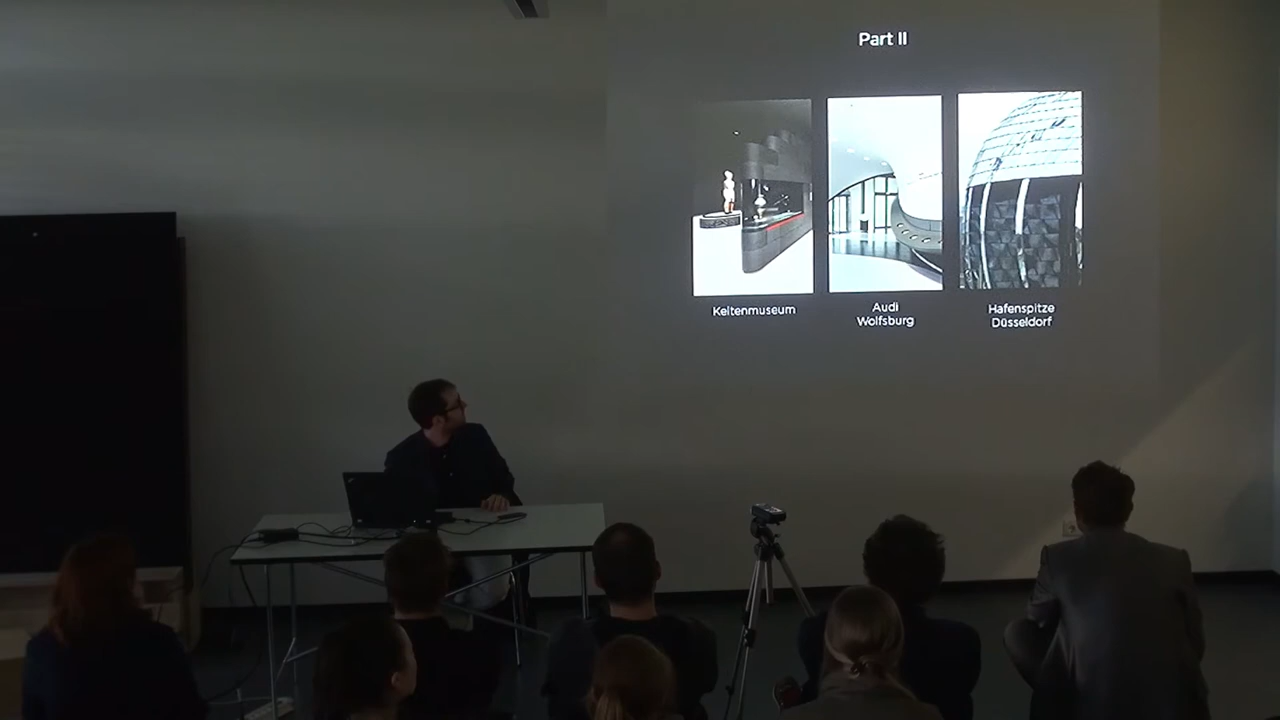 Part II
Keltenmuseum
Audi
Wolfsburg
Hafenspitze
Düsseldorf